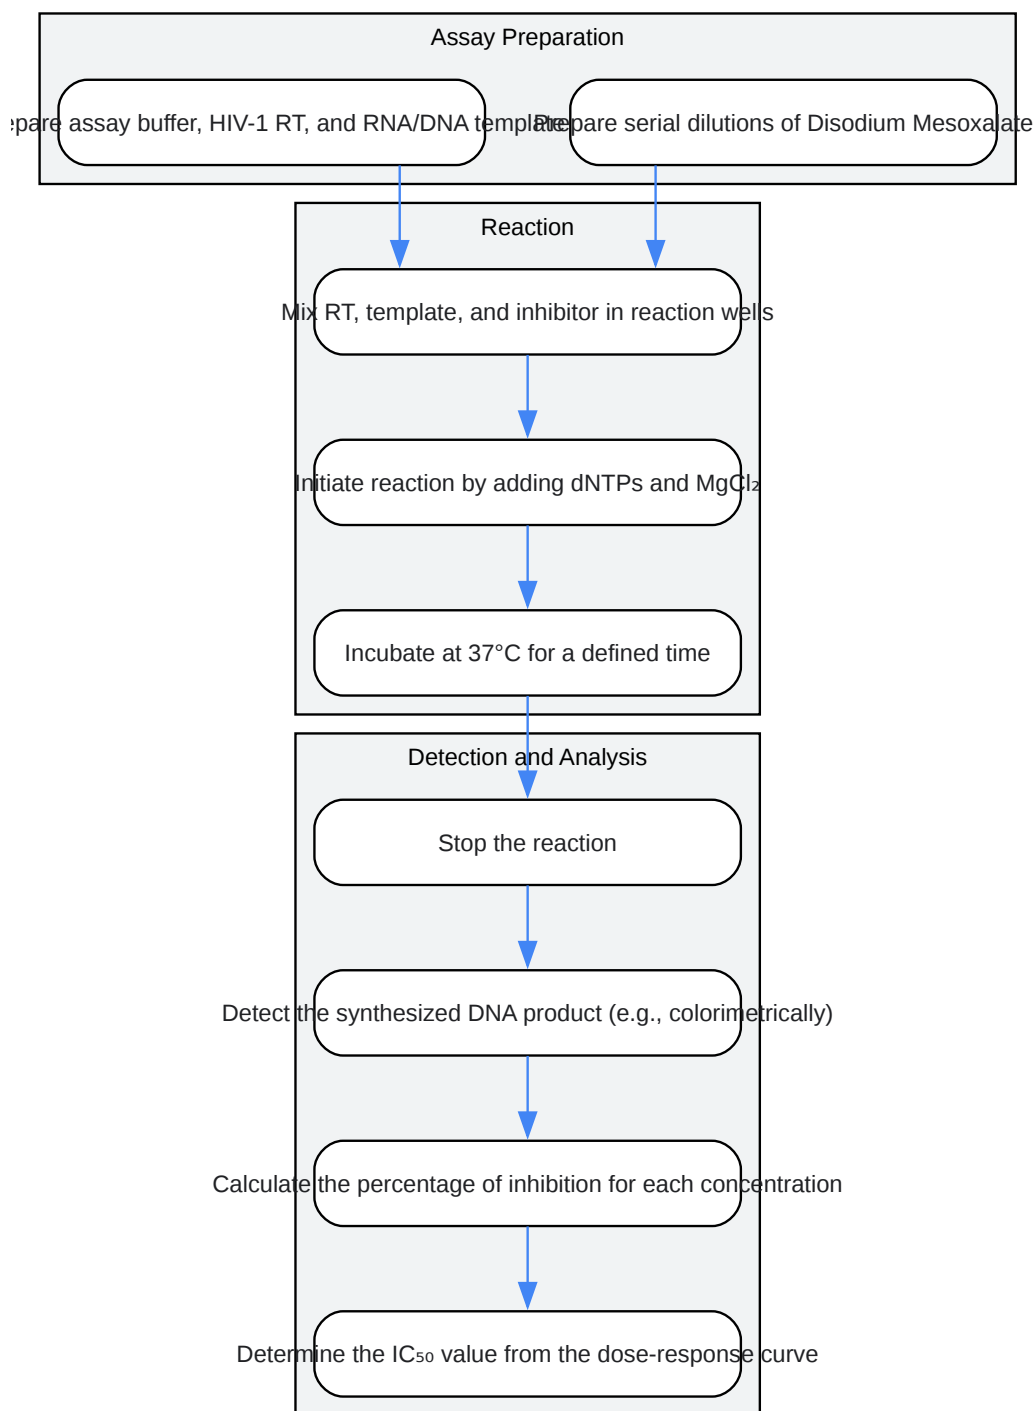 Assay Preparation
epare assay buffer, HIV-1 RT, and RNA/DNA template
Prepare serial dilutions of Disodium Mesoxalate
Reaction
Mix RT, template, and inhibitor in reaction wells
Initiate reaction by adding dNTPs and MgCl₂
Incubate at 37°C for a defined time
Detection and Analysis
Stop the reaction
Detect the synthesized DNA product (e.g., colorimetrically)
Calculate the percentage of inhibition for each concentration
Determine the IC₅₀ value from the dose-response curve